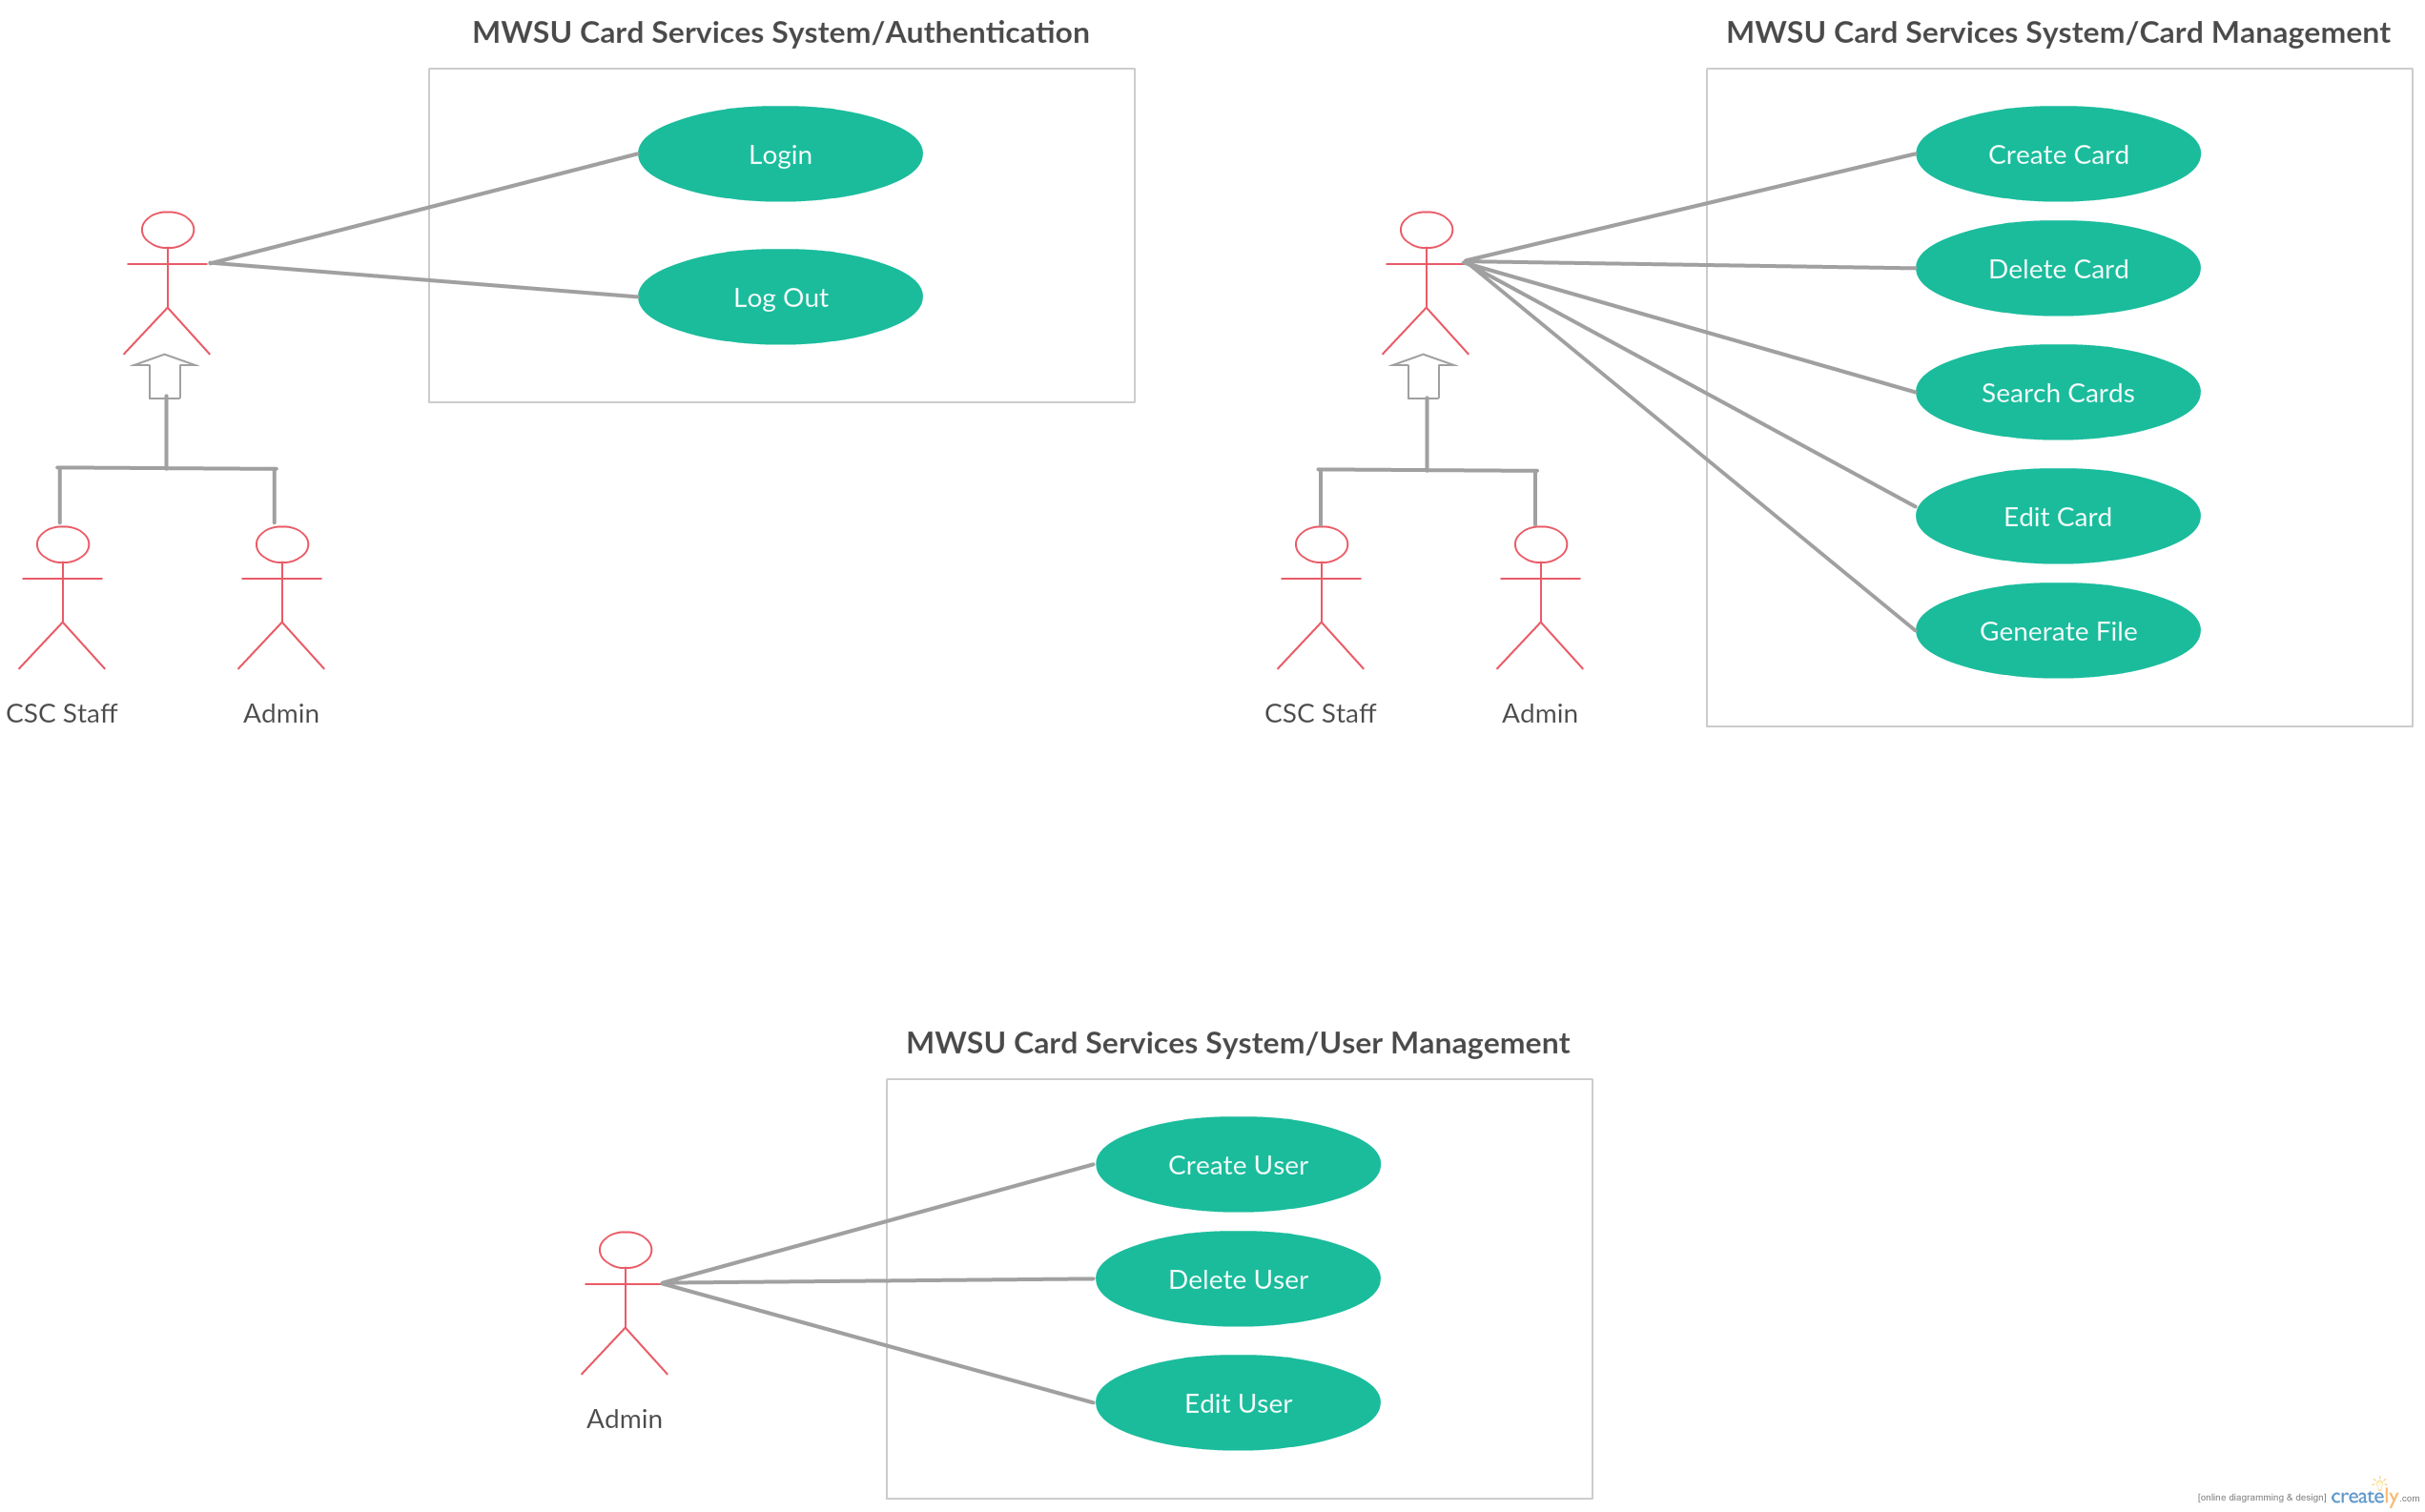 MWSU Card Services System/Authentication
Login
Log Out
CSC Staff
Admin
MWSU Card Services System/Card Management
Create Card
Delete Card
Search Cards
Edit Card
Generate File
CSC Staff
Admin
MWSU Card Services System/User Management
Create User
Delete User
Edit User
Admin
[online diagramming & design] creately.com